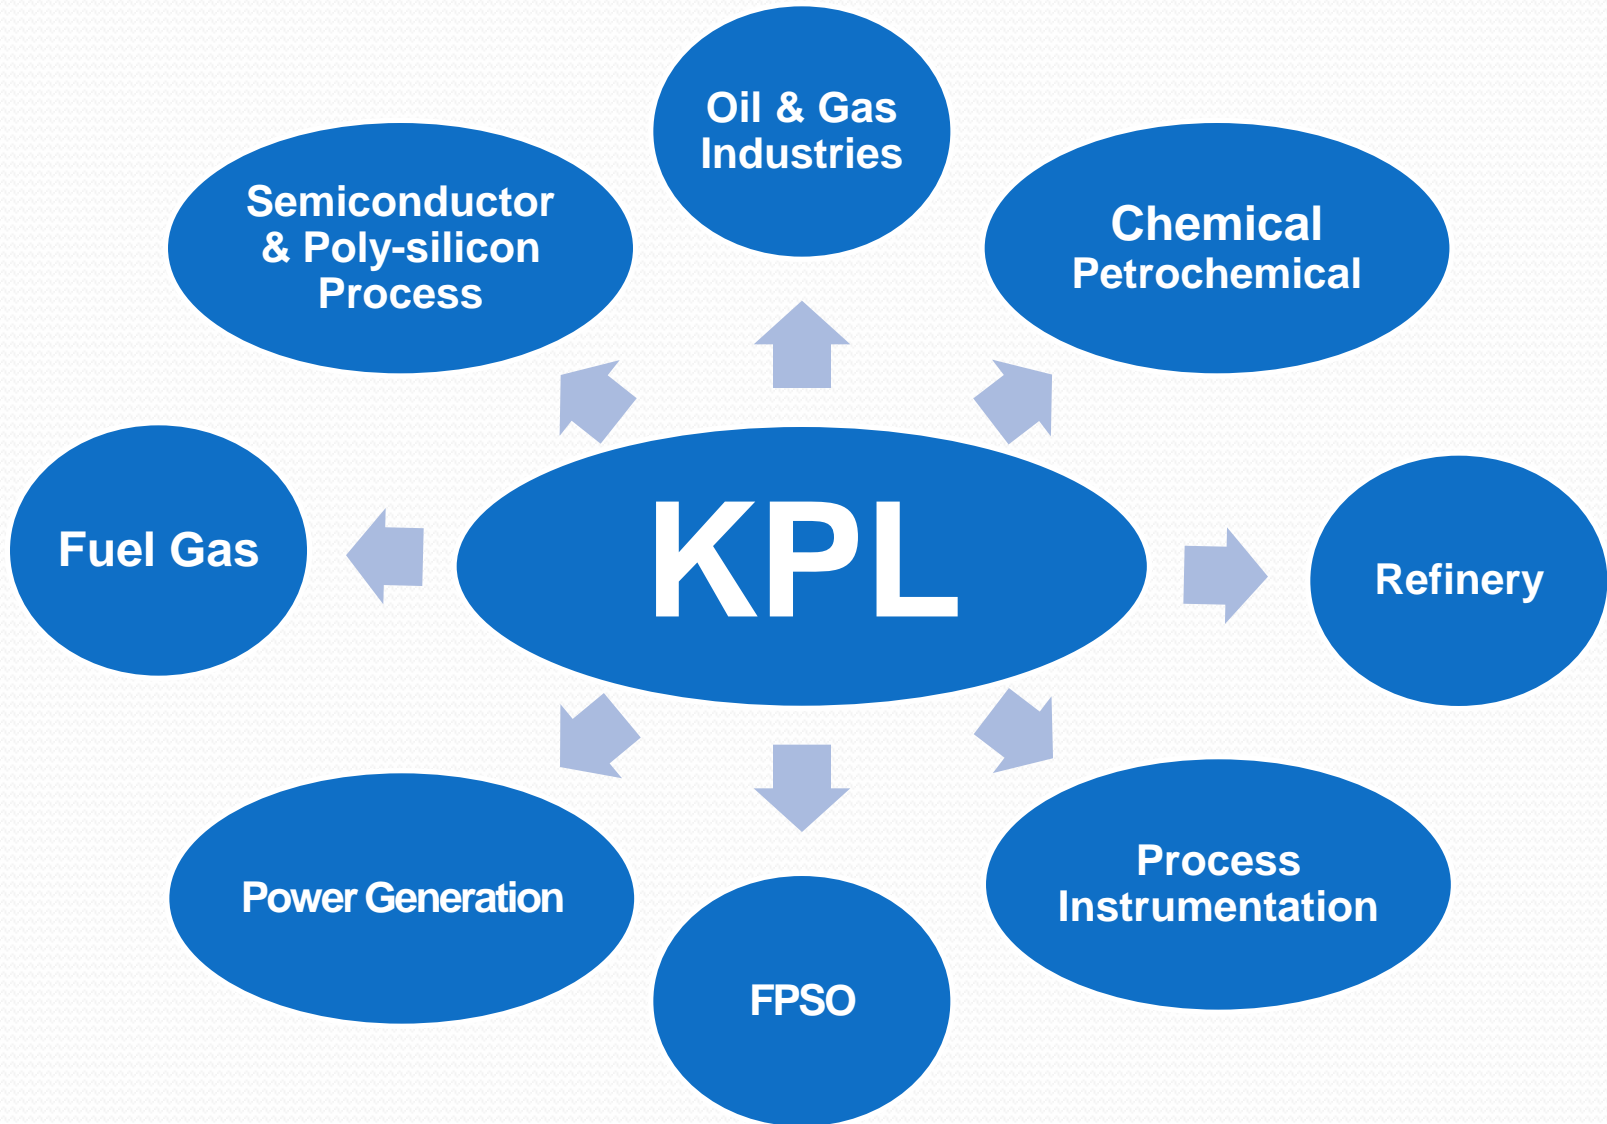 Oil & Gas
Industries
Semiconductor
& Poly-silicon
Process
Chemical
Petrochemical
Fuel Gas
KPL
Refinery
Power Generation
Process
Instrumentation
FPSO